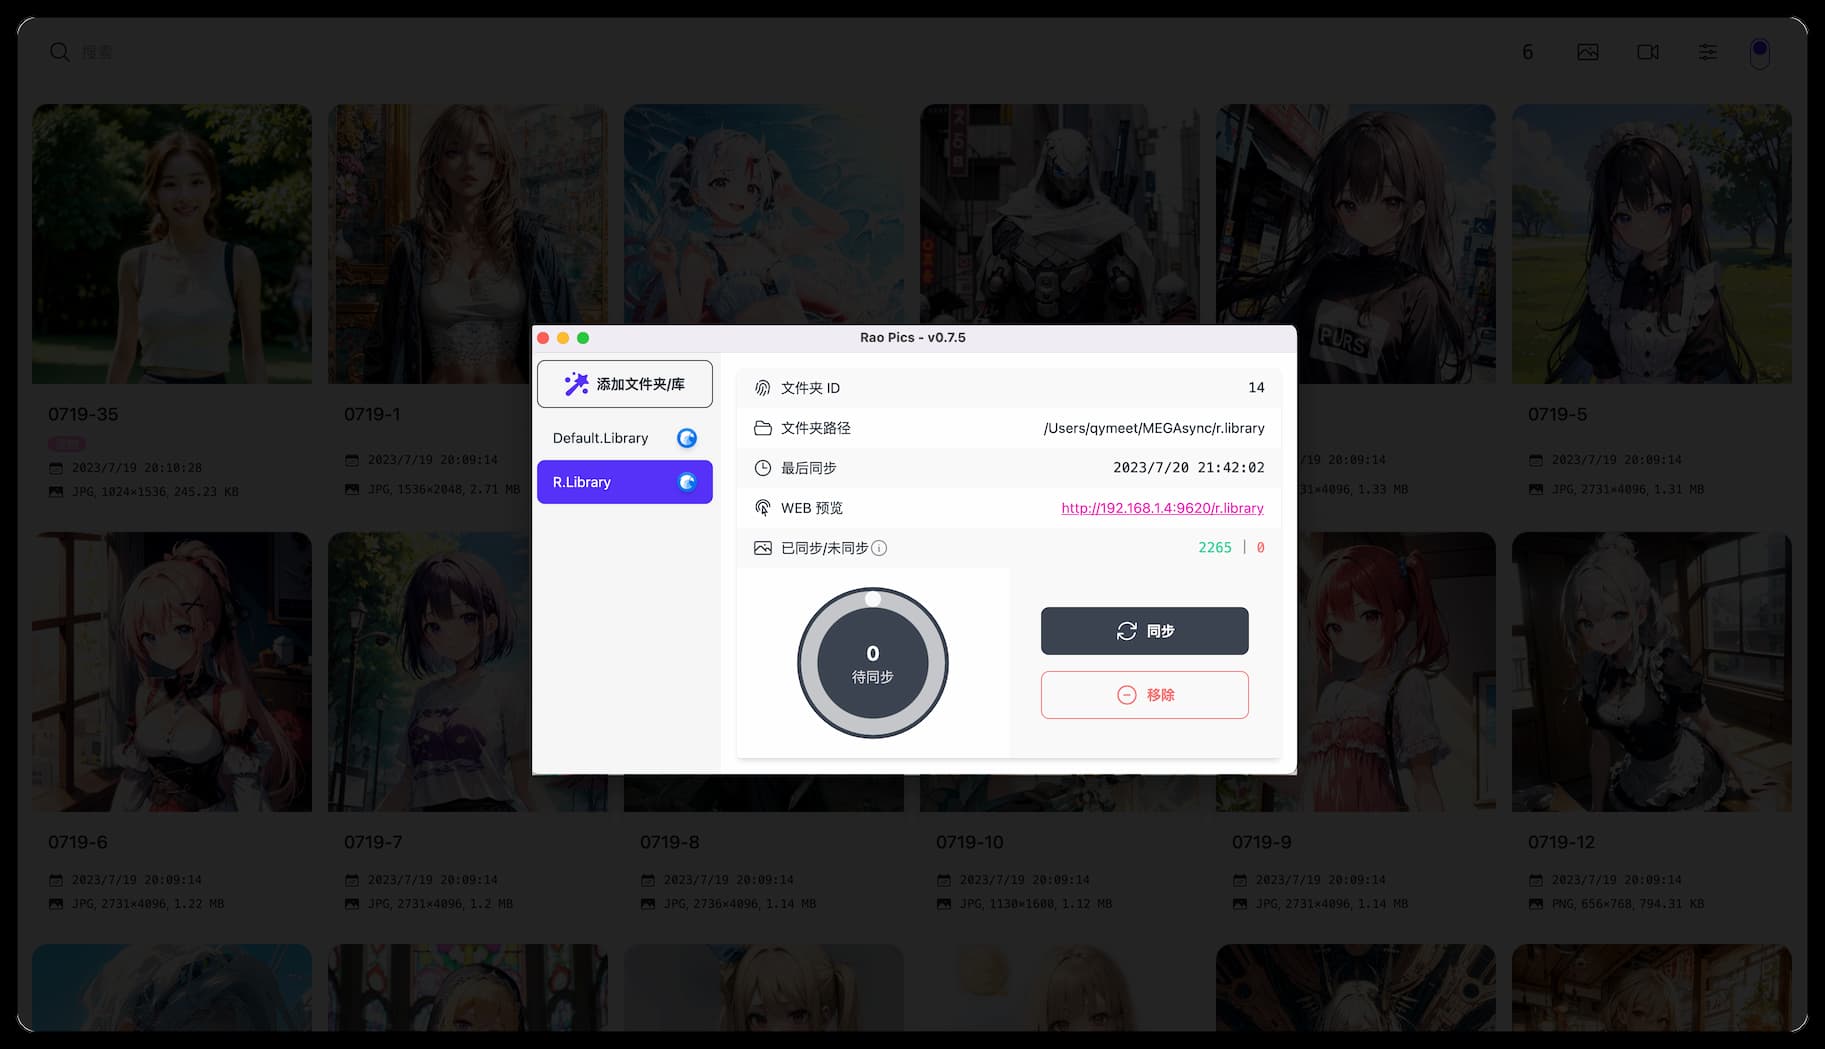 搜索
6
PURS
0719-35
2023/7/19 20:10:28
JPG, 1024×1536, 245.23 KB
0719-1
2023/7/19 20:09:14
JPG, 1536×2048, 2.71 MB
/19 20:09:14
31×4096, 1.33 MB
0719-5
2023/7/19 20:09:14
JPG, 2731×4096, 1.31 MB
Rao Pics - v0.7.5
添加文件夹/库
Default.Library
R.Library
文件夹 ID 14
文件夹路径 /Users/qymeet/MEGAsync/r.library
最后同步 2023/7/20 21:42:02
WEB 预览 http://192.168.1.4:9620/r.library
已同步/未同步 2265 | 0
0
待同步
同步
移除
0719-6
2023/7/19 20:09:14
JPG, 2731×4096, 1.22 MB
0719-7
2023/7/19 20:09:14
JPG, 2731×4096, 1.2 MB
0719-8
2023/7/19 20:09:14
JPG, 2736×4096, 1.14 MB
0719-10
2023/7/19 20:09:14
JPG, 1130×1600, 1.12 MB
0719-9
2023/7/19 20:09:14
JPG, 2731×4096, 1.14 MB
0719-12
2023/7/19 20:09:14
PNG, 656×768, 794.31 KB